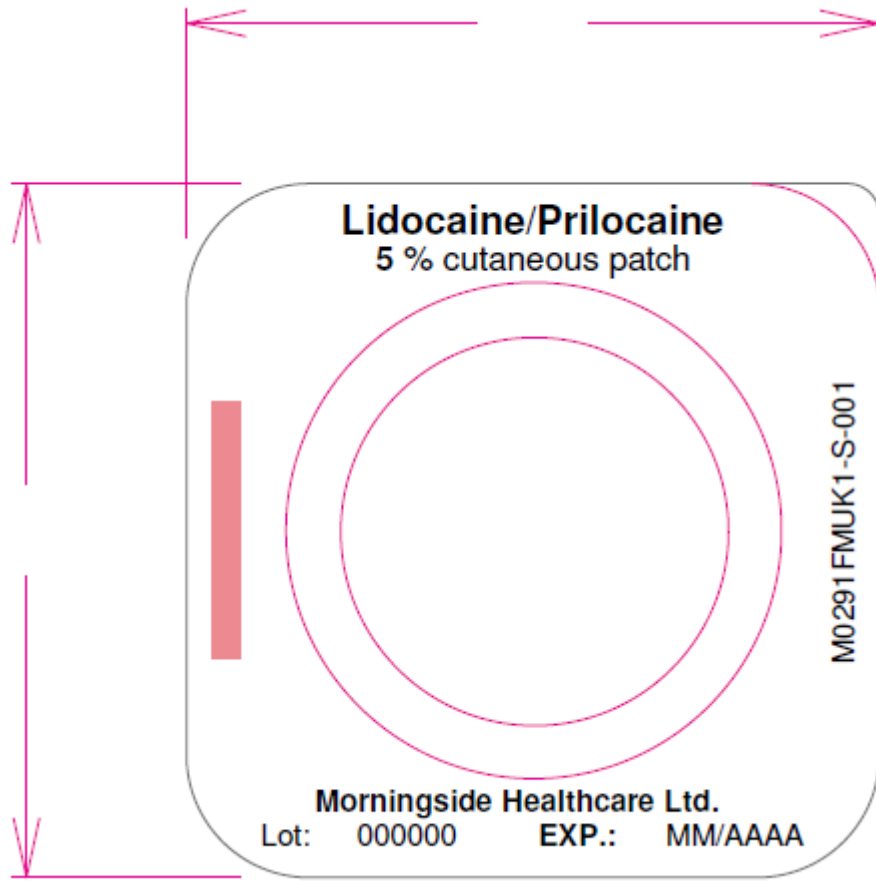 Lidocaine/Prilocaine
5 % cutaneous patch
M0291FMUK1-S-001
Morningside Healthcare Ltd.
Lot: 000000 EXP.: MM/AAAA